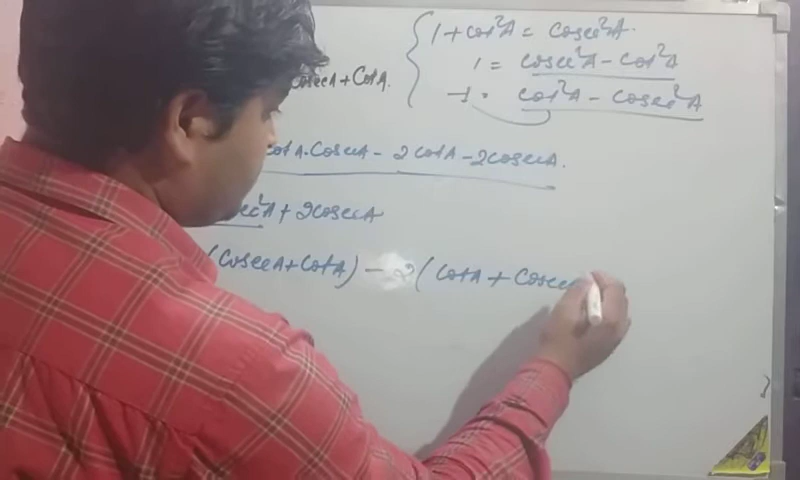 1 + cot²A = cosec²A.
1 = cosec²A - cot²A
-1 = cot²A - cosec²A
cosecA + CotA.
cotA.CosecA - 2cotA - 2cosecA.
sec²A + 2cosecA
(CosecA + CotA) - 2(CotA + Cosec